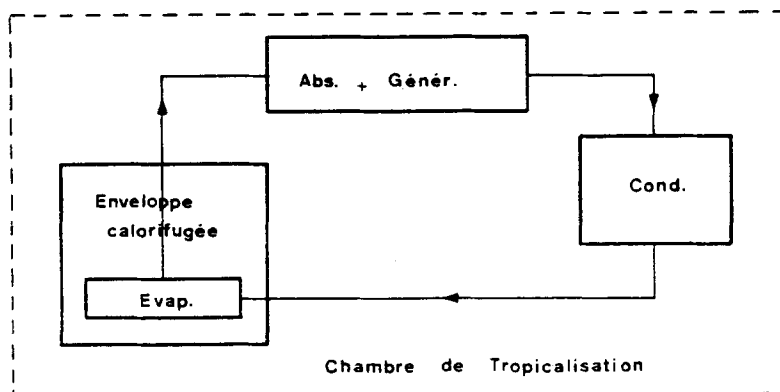 Abs. + Génér.
Cond.
Enveloppe
calorifugée
Evap.
Chambre de Tropicalisation